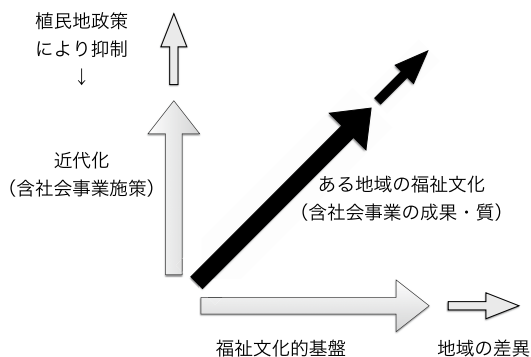 植民地政策
により抑制
↓
近代化
（含社会事業施策）
ある地域の福祉文化
（含社会事業の成果・質）
福祉文化的基盤
地域の差異